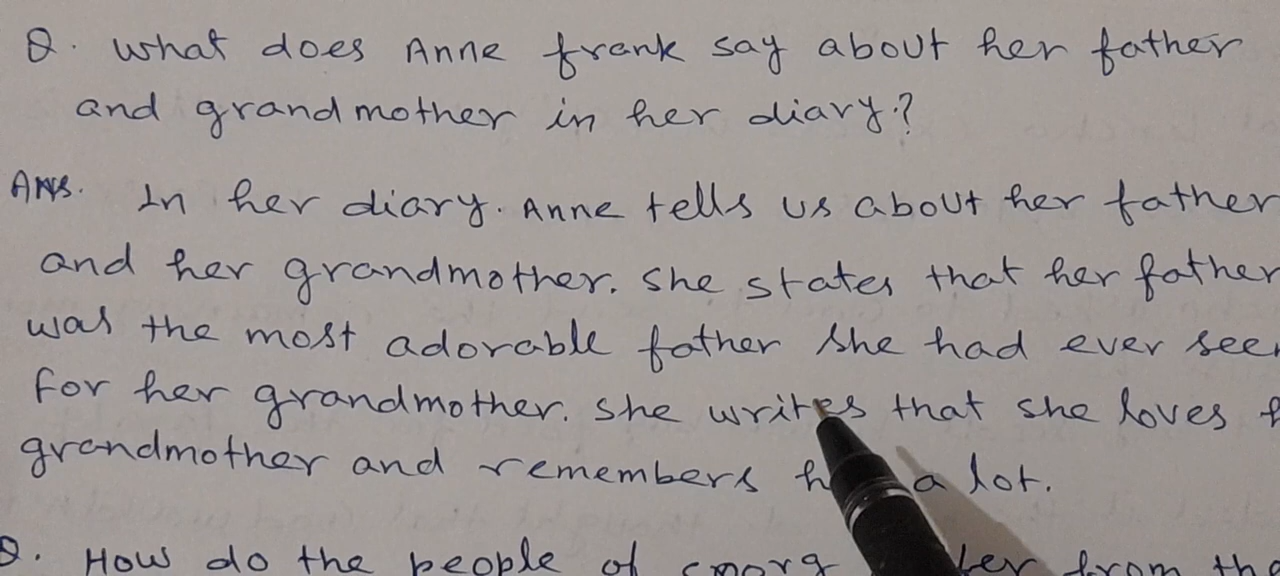 Q. What does Anne frank say about her father
and grandmother in her diary?
Ans. In her diary. Anne tells us about her father
and her grandmother. She states that her father
was the most adorable father she had ever
for her grandmother. She writes that she loves
grandmother and remembers a lot.
Q. How do the people of from the